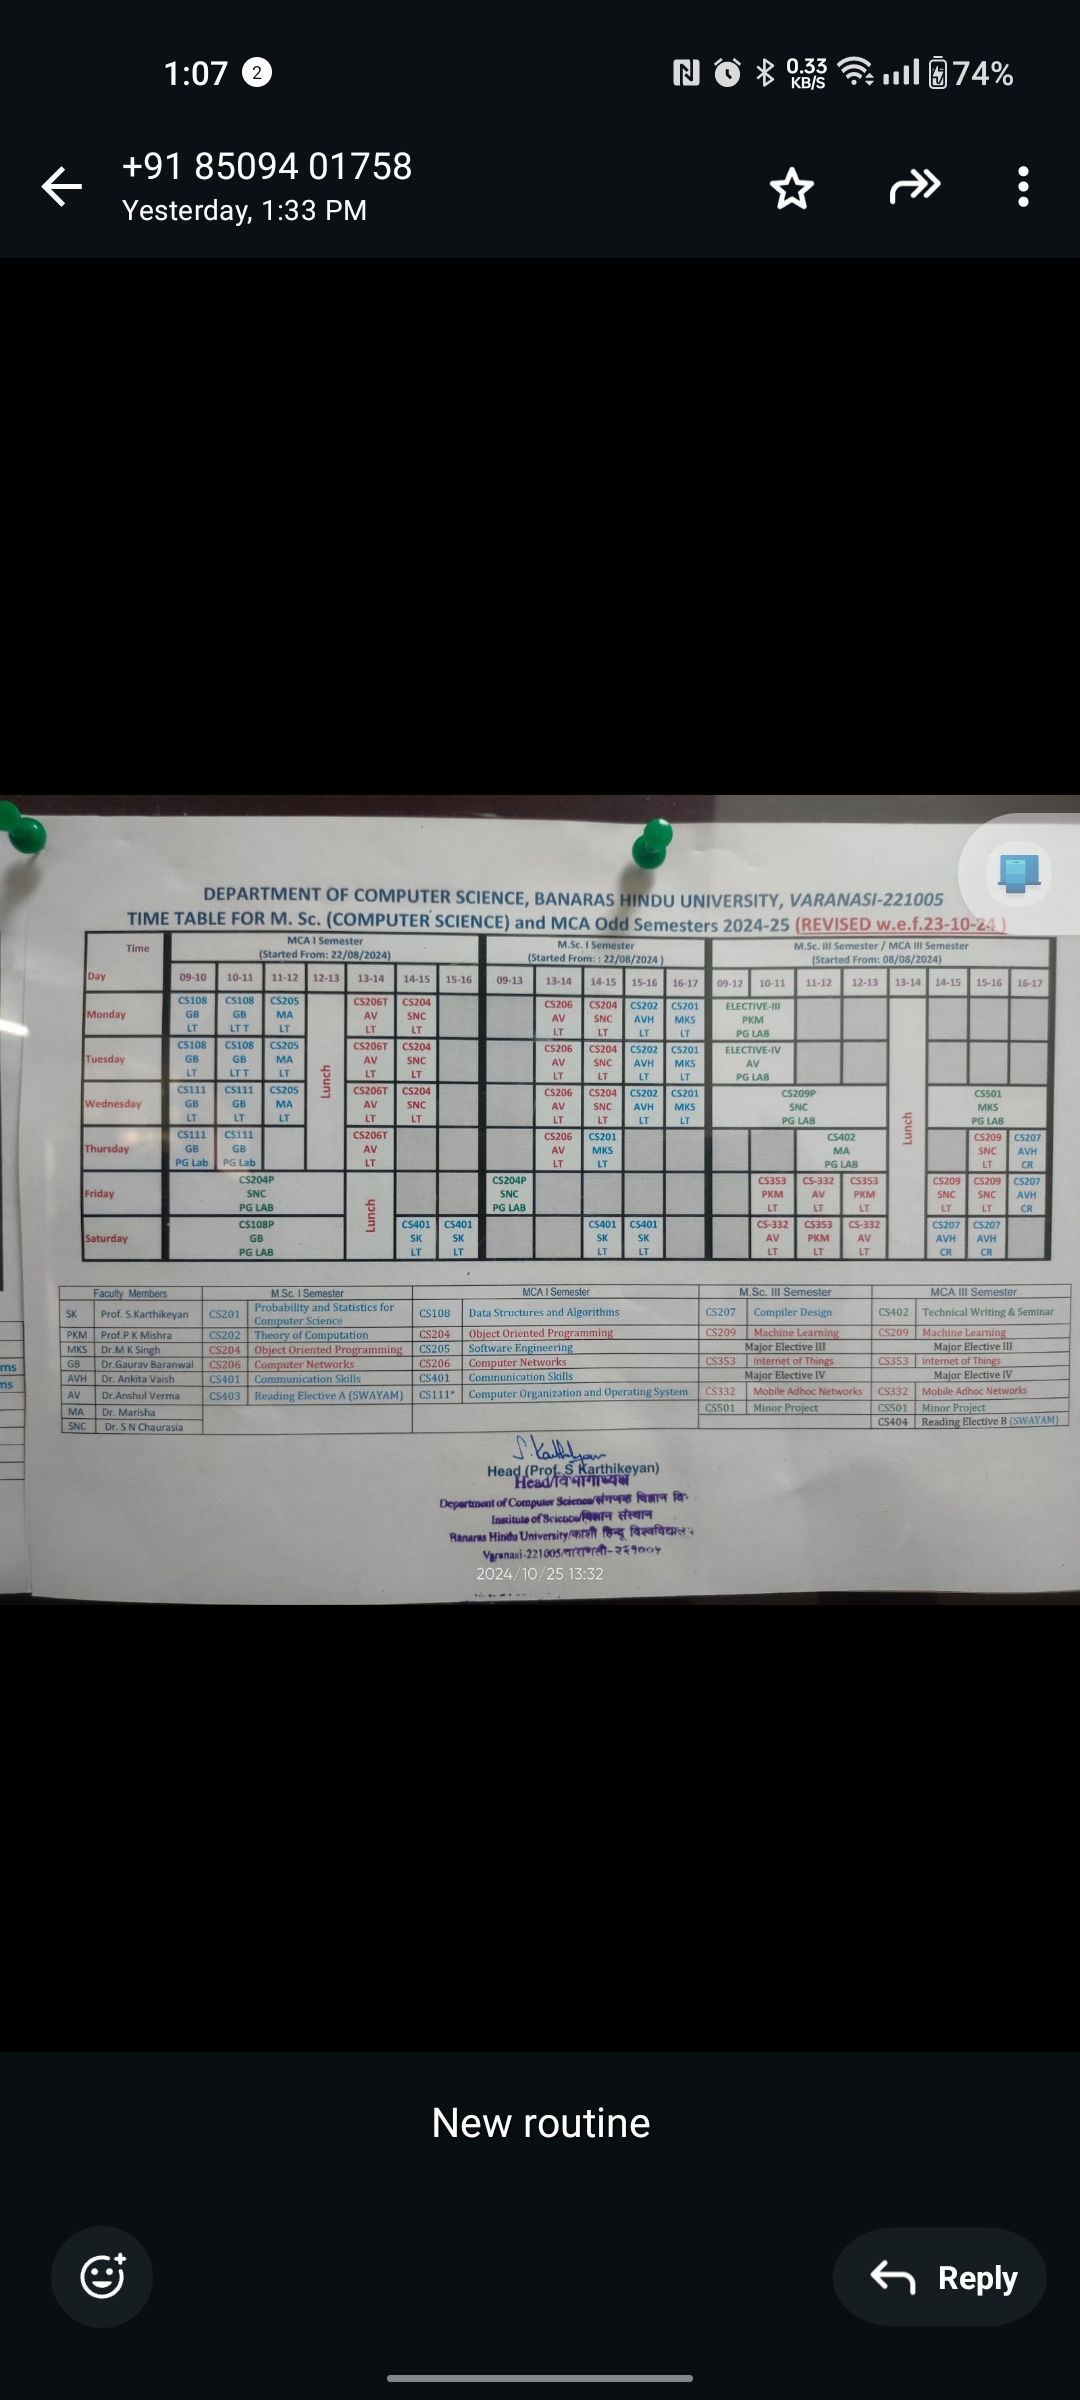 1:07 2 0.33 KB/S 74%
+91 85094 01758
Yesterday, 1:33 PM
DEPARTMENT OF COMPUTER SCIENCE, BANARAS HINDU UNIVERSITY, VARANASI-221005
TIME TABLE FOR M. Sc. (COMPUTER SCIENCE) and MCA Odd Semesters 2024-25 (REVISED w.e.f.23-10-24)
Time MCA I Semester M.Sc. I Semester M.Sc. III Semester / MCA III Semester
(Started From: 22/08/2024) (Started From: : 22/08/2024 ) (Started From: 08/08/2024)
Day 09-10 10-11 11-12 12-13 13-14 14-15 15-16 09-13 13-14 14-15 15-16 16-17 09-12 10-11 11-12 12-13 13-14 14-15 15-16 16-17
CS108 CS108 CS205 CS206T CS204 CS206 CS204 CS202 CS201 ELECTIVE-III
Monday GB GB MA AV SNC AV SNC AVH MKS PKM
LT LT T LT LT LT LT LT LT LT PG LAB
CS108 CS108 CS205 CS206T CS204 CS206 CS204 CS202 CS201 ELECTIVE-IV
Tuesday GB GB MA AV SNC AV SNC AVH MKS AV
LT LT T LT LT LT LT LT LT LT PG LAB
Lunch
CS111 CS111 CS205 CS206T CS204 CS206 CS204 CS202 CS201 CS209P CS501
Wednesday GB GB MA AV SNC AV SNC AVH MKS SNC MKS
LT LT LT LT LT LT LT LT LT PG LAB PG LAB
Lunch
CS111 CS111 CS206T CS206 CS201 CS402 CS209 CS207
Thursday GB GB AV AV MKS MA SNC AVH
PG Lab PG Lab LT LT LT PG LAB LT CR
CS204P CS204P CS353 CS-332 CS353 CS209 CS209 CS207
Friday SNC SNC PKM AV PKM SNC SNC AVH
PG LAB PG LAB LT LT LT LT LT CR
Lunch
CS108P CS401 CS401 CS401 CS401 CS-332 CS353 CS-332 CS207 CS207
Saturday GB SK SK SK SK AV PKM AV AVH AVH
PG LAB LT LT LT LT LT LT LT CR CR
Faculty Members M.Sc. I Semester MCA I Semester M.Sc. III Semester MCA III Semester
SK Prof. S.Karthikeyan CS201 Probability and Statistics for Computer Science CS108 Data Structures and Algorithms CS207 Compiler Design CS402 Technical Writing & Seminar
PKM Prof.P K Mishra CS202 Theory of Computation CS204 Object Oriented Programming CS209 Machine Learning CS209 Machine Learning
MKS Dr.M K Singh CS204 Object Oriented Programming CS205 Software Engineering Major Elective III Major Elective III
GB Dr.Gaurav Baranwal CS206 Computer Networks CS206 Computer Networks CS353 Internet of Things CS353 Internet of Things
AVH Dr. Ankita Vaish CS401 Communication Skills CS401 Communication Skills Major Elective IV Major Elective IV
AV Dr.Anshul Verma CS403 Reading Elective A (SWAYAM) CS111* Computer Organization and Operating System CS332 Mobile Adhoc Networks CS332 Mobile Adhoc Networks
MA Dr. Marisha CS501 Minor Project CS501 Minor Project
SNC Dr. S N Chaurasia CS404 Reading Elective B (SWAYAM)
ms
ms
S. Karthikeyan
Head (Prof. S Karthikeyan)
Head/विभागाध्यक्ष
Department of Computer Science/संगणक विज्ञान वि
Institute of Science/विज्ञान संस्थान
Banaras Hindu University/काशी हिन्दू विश्वविद्यालय
Varanasi-221005/वाराणसी-२२१००५
2024/10/25 13:32
New routine
Reply